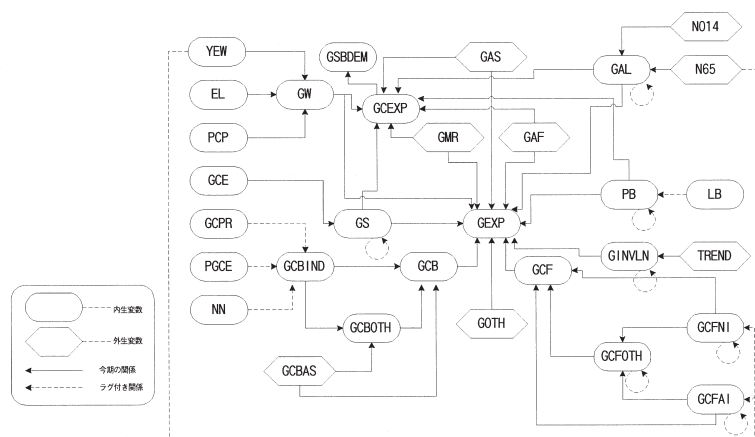 N014
YEW
GSBDEM
GAS
GAL
N65
EL
GW
GCEXP
PCP
GMR
GAF
GCE
PB
LB
GCPR
GS
GEXP
PGCE
GCBIND
GCB
GCF
GINVLN
TREND
NN
GCBOTH
GOTH
GCFNI
GCFOTH
GCBAS
GCFAI
内生変数
外生変数
今期の関係
ラグ付き関係